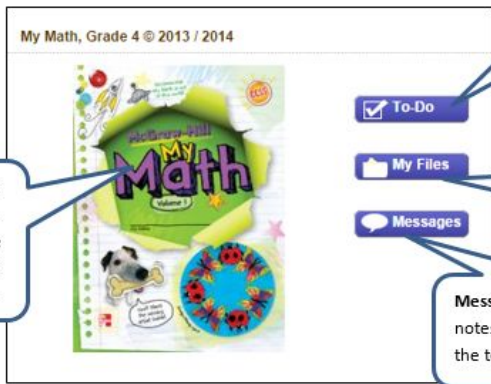 My Math, Grade 4 © 2013 / 2014
McGraw-Hill
My
Math
Volume 1
To-Do
My Files
Messages
Mess
notes
the t